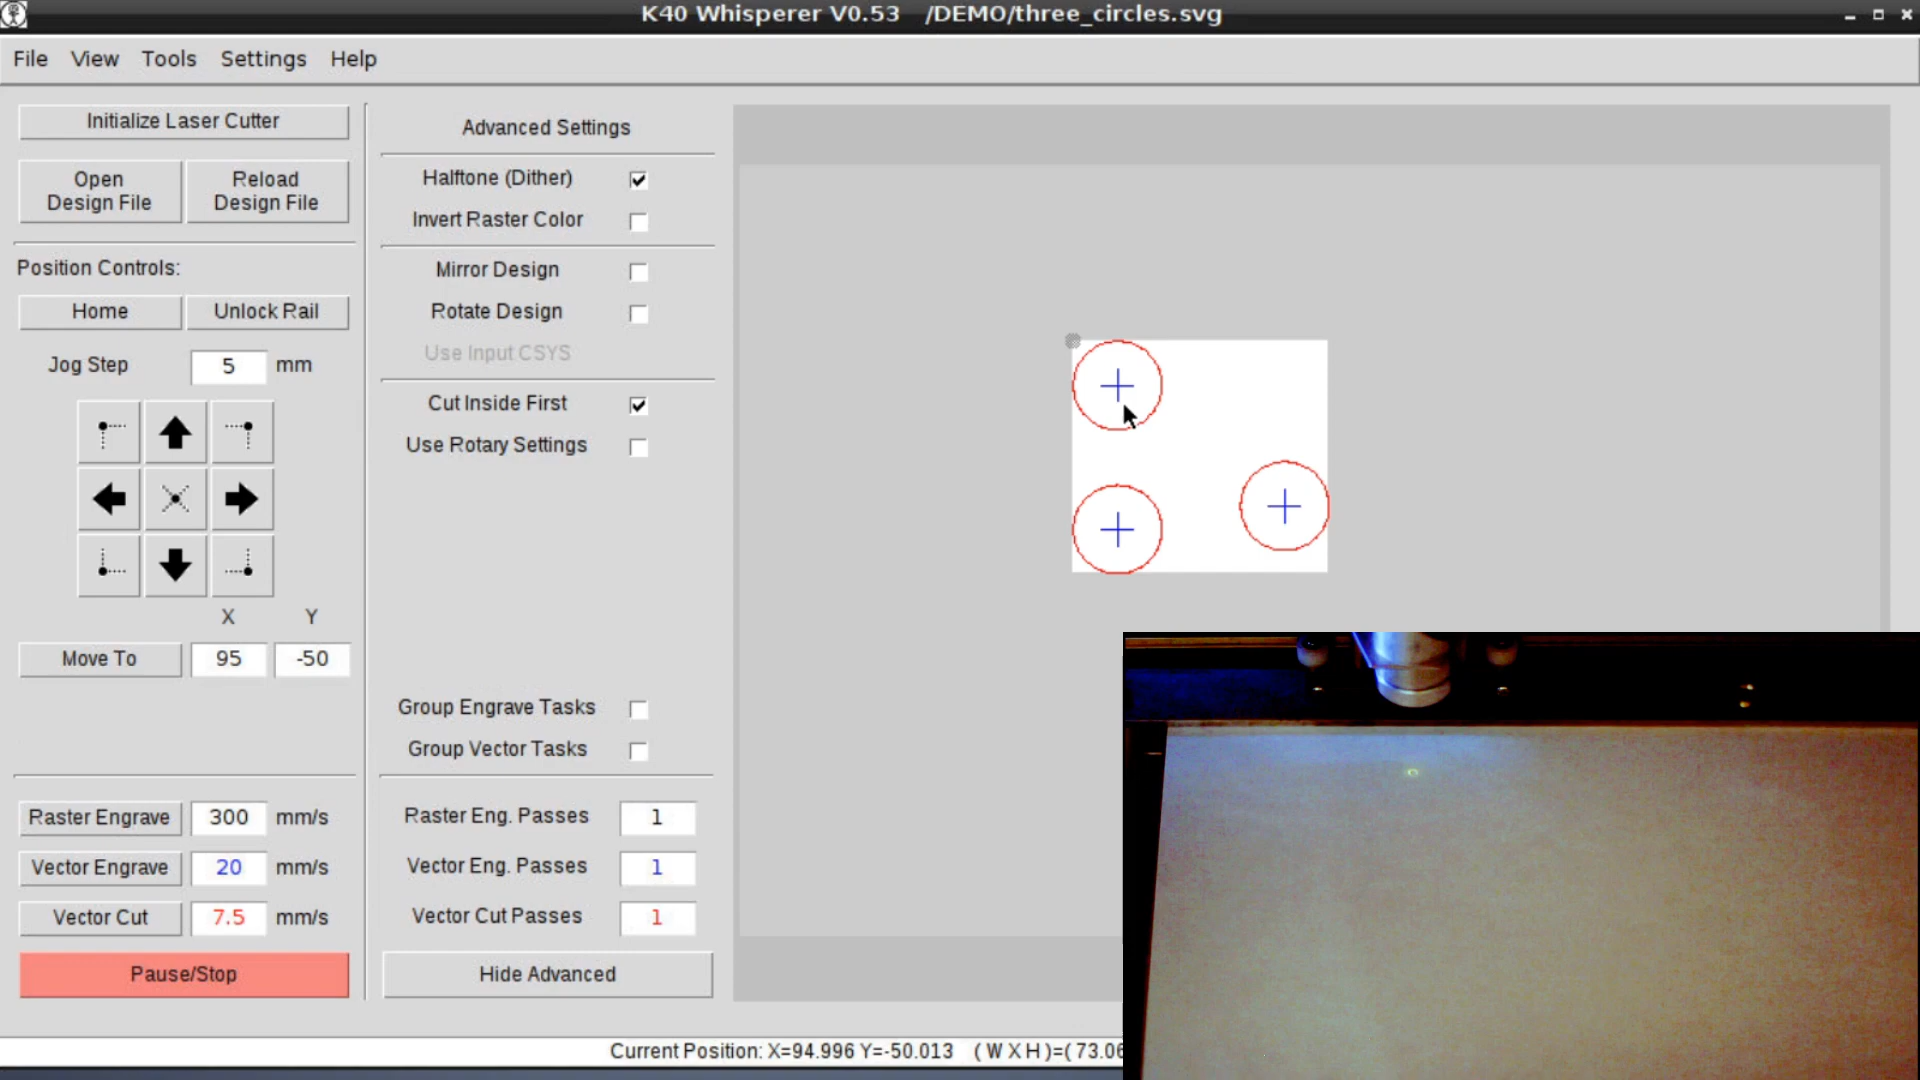 K40 Whisperer V0.53 /DEMO/three_circles.svg
File View Tools Settings Help
Initialize Laser Cutter
Open
Design File
Reload
Design File
Position Controls:
Home
Unlock Rail
Jog Step 5 mm
X Y
Move To 95 -50
Raster Engrave 300 mm/s
Vector Engrave 20 mm/s
Vector Cut 7.5 mm/s
Pause/Stop
Advanced Settings
Halftone (Dither)
Invert Raster Color
Mirror Design
Rotate Design
Use Input CSYS
Cut Inside First
Use Rotary Settings
Group Engrave Tasks
Group Vector Tasks
Raster Eng. Passes 1
Vector Eng. Passes 1
Vector Cut Passes 1
Hide Advanced
Current Position: X=94.996 Y=-50.013 ( W X H )=( 73.06